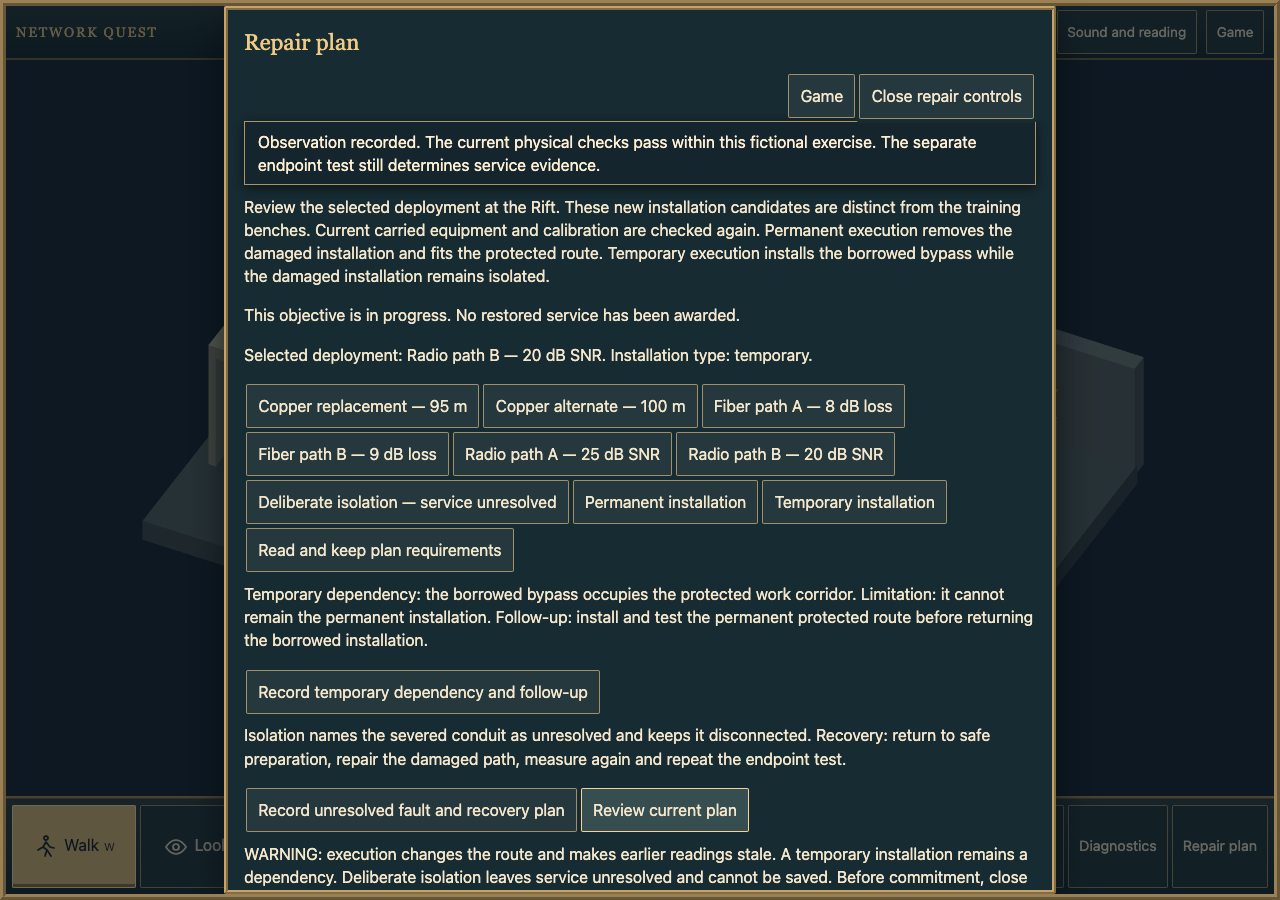 NETWORK QUEST
Sound and reading
Game
Repair plan
Game
Close repair controls
Observation recorded. The current physical checks pass within this fictional exercise. The separate
endpoint test still determines service evidence.
Review the selected deployment at the Rift. These new installation candidates are distinct from the training
benches. Current carried equipment and calibration are checked again. Permanent execution removes the
damaged installation and fits the protected route. Temporary execution installs the borrowed bypass while
the damaged installation remains isolated.
This objective is in progress. No restored service has been awarded.
Selected deployment: Radio path B — 20 dB SNR. Installation type: temporary.
Copper replacement — 95 m
Copper alternate — 100 m
Fiber path A — 8 dB loss
Fiber path B — 9 dB loss
Radio path A — 25 dB SNR
Radio path B — 20 dB SNR
Deliberate isolation — service unresolved
Permanent installation
Temporary installation
Read and keep plan requirements
Temporary dependency: the borrowed bypass occupies the protected work corridor. Limitation: it cannot
remain the permanent installation. Follow-up: install and test the permanent protected route before returning
the borrowed installation.
Record temporary dependency and follow-up
Isolation names the severed conduit as unresolved and keeps it disconnected. Recovery: return to safe
preparation, repair the damaged path, measure again and repeat the endpoint test.
Record unresolved fault and recovery plan
Review current plan
WARNING: execution changes the route and makes earlier readings stale. A temporary installation remains a
dependency. Deliberate isolation leaves service unresolved and cannot be saved. Before commitment, close
Walk W
Diagnostics
Repair plan